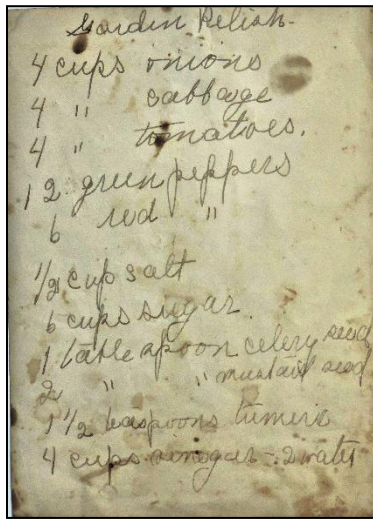 Garden Relish.
4 cups onions
4 " cabbage
4 " tomatoes.
12 green peppers
6 red "
1/2 cup salt
6 cups sugar.
1 table spoon celery seed
2 " " mustard seed
1 1/2 teaspoons tumeric
4 cups vinegar - 2 water